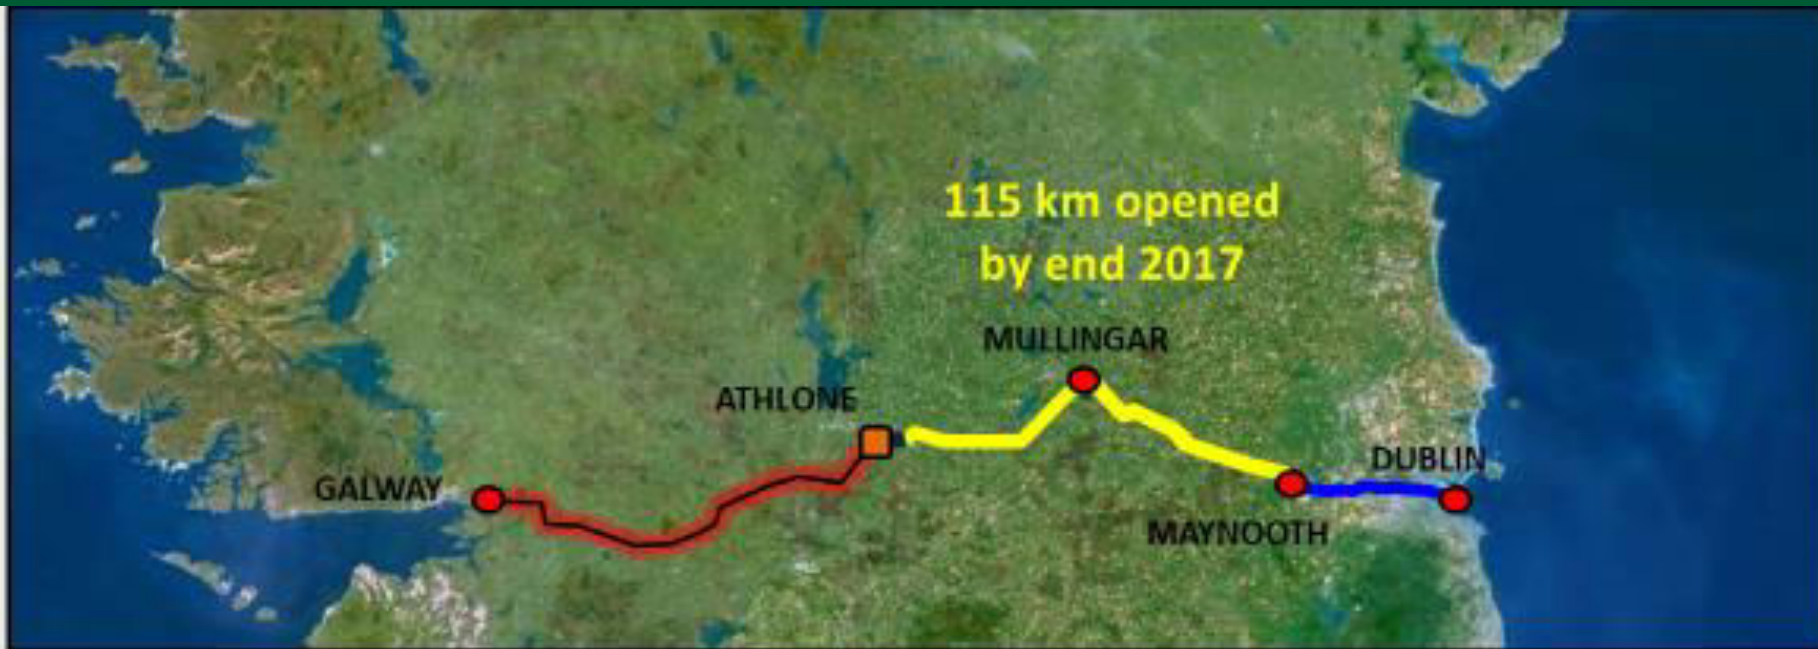 115 km opened
by end 2017
MULLINGAR
ATHLONE
DUBLIN
GALWAY
MAYNOOTH